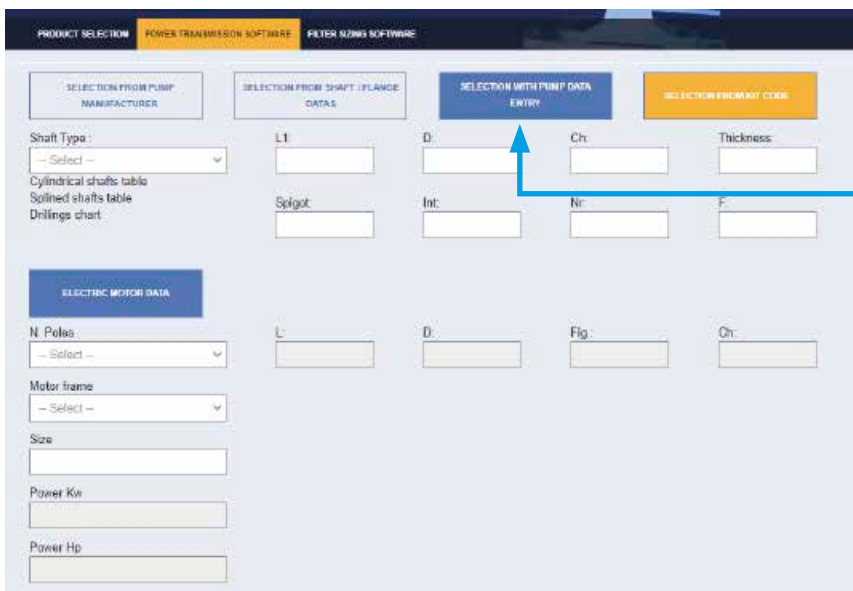 PRODUCT SELECTION POWER TRANSMISSION SOFTWARE FILTER SIZING SOFTWARE
SELECTION FROM PUMP MANUFACTURER
SELECTION FROM SHAFT / FLANGE DATAS
SELECTION WITH PUMP DATA ENTRY
SELECTION FROM KIT CODE
Shaft Type : L1: D: Ch: Thickness:
-- Select --
Cylindrical shafts table
Splined shafts table
Drillings chart
Spigot: Int: Nr: F:
ELECTRIC MOTOR DATA
N. Poles L: D: Flg.: Ch:
-- Select --
Motor frame
-- Select --
Size
Power Kw
Power Hp